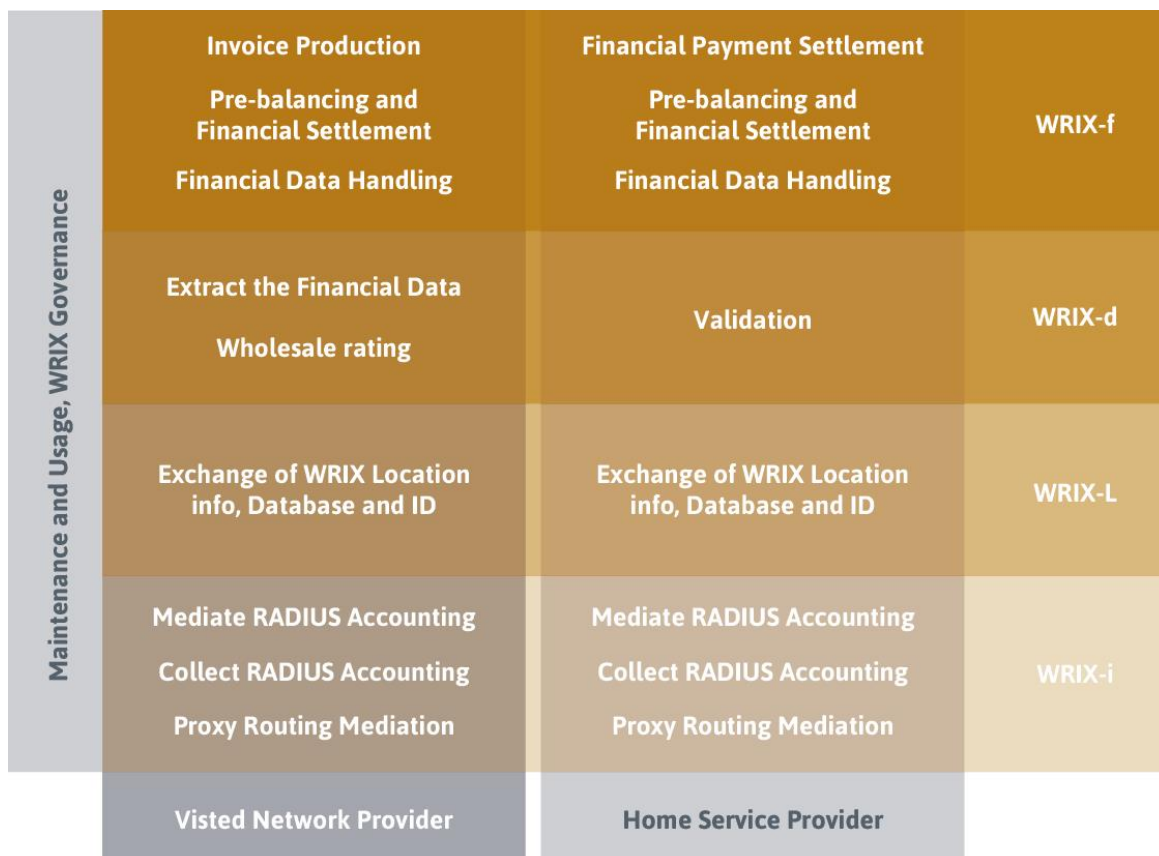 Maintenance and Usage, WRIX Governance
Invoice Production
Pre-balancing and
Financial Settlement
Financial Data Handling
Financial Payment Settlement
Pre-balancing and
Financial Settlement
Financial Data Handling
WRIX-f
Extract the Financial Data
Wholesale rating
Validation
WRIX-d
Exchange of WRIX Location
info, Database and ID
Exchange of WRIX Location
info, Database and ID
WRIX-L
Mediate RADIUS Accounting
Collect RADIUS Accounting
Proxy Routing Mediation
Mediate RADIUS Accounting
Collect RADIUS Accounting
Proxy Routing Mediation
WRIX-i
Visted Network Provider
Home Service Provider